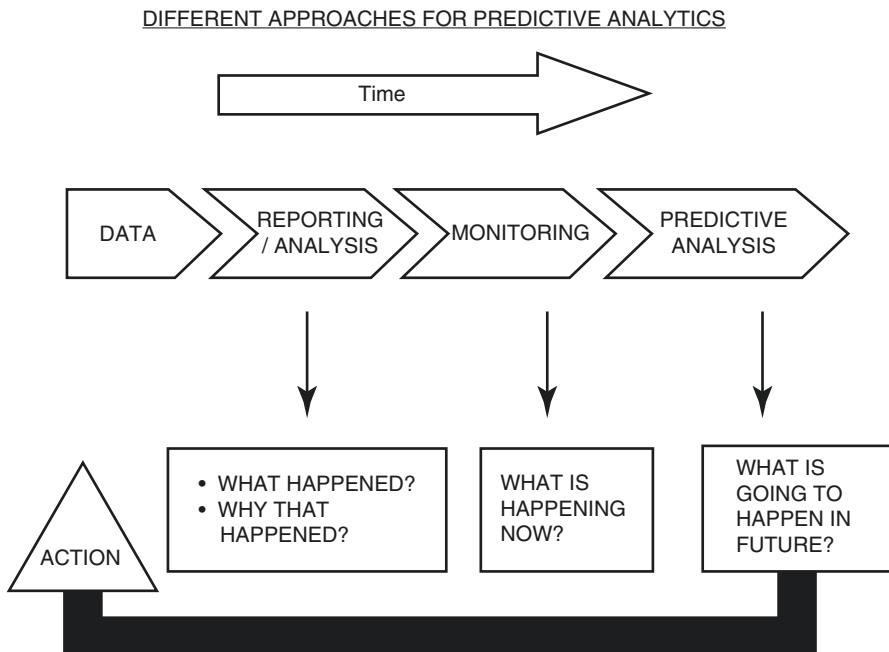 DIFFERENT APPROACHES FOR PREDICTIVE ANALYTICS
Time
DATA
REPORTING
/ ANALYSIS
MONITORING
PREDICTIVE
ANALYSIS
• WHAT HAPPENED?
• WHY THAT
HAPPENED?
WHAT IS
HAPPENING
NOW?
WHAT IS
GOING TO
HAPPEN IN
FUTURE?
ACTION